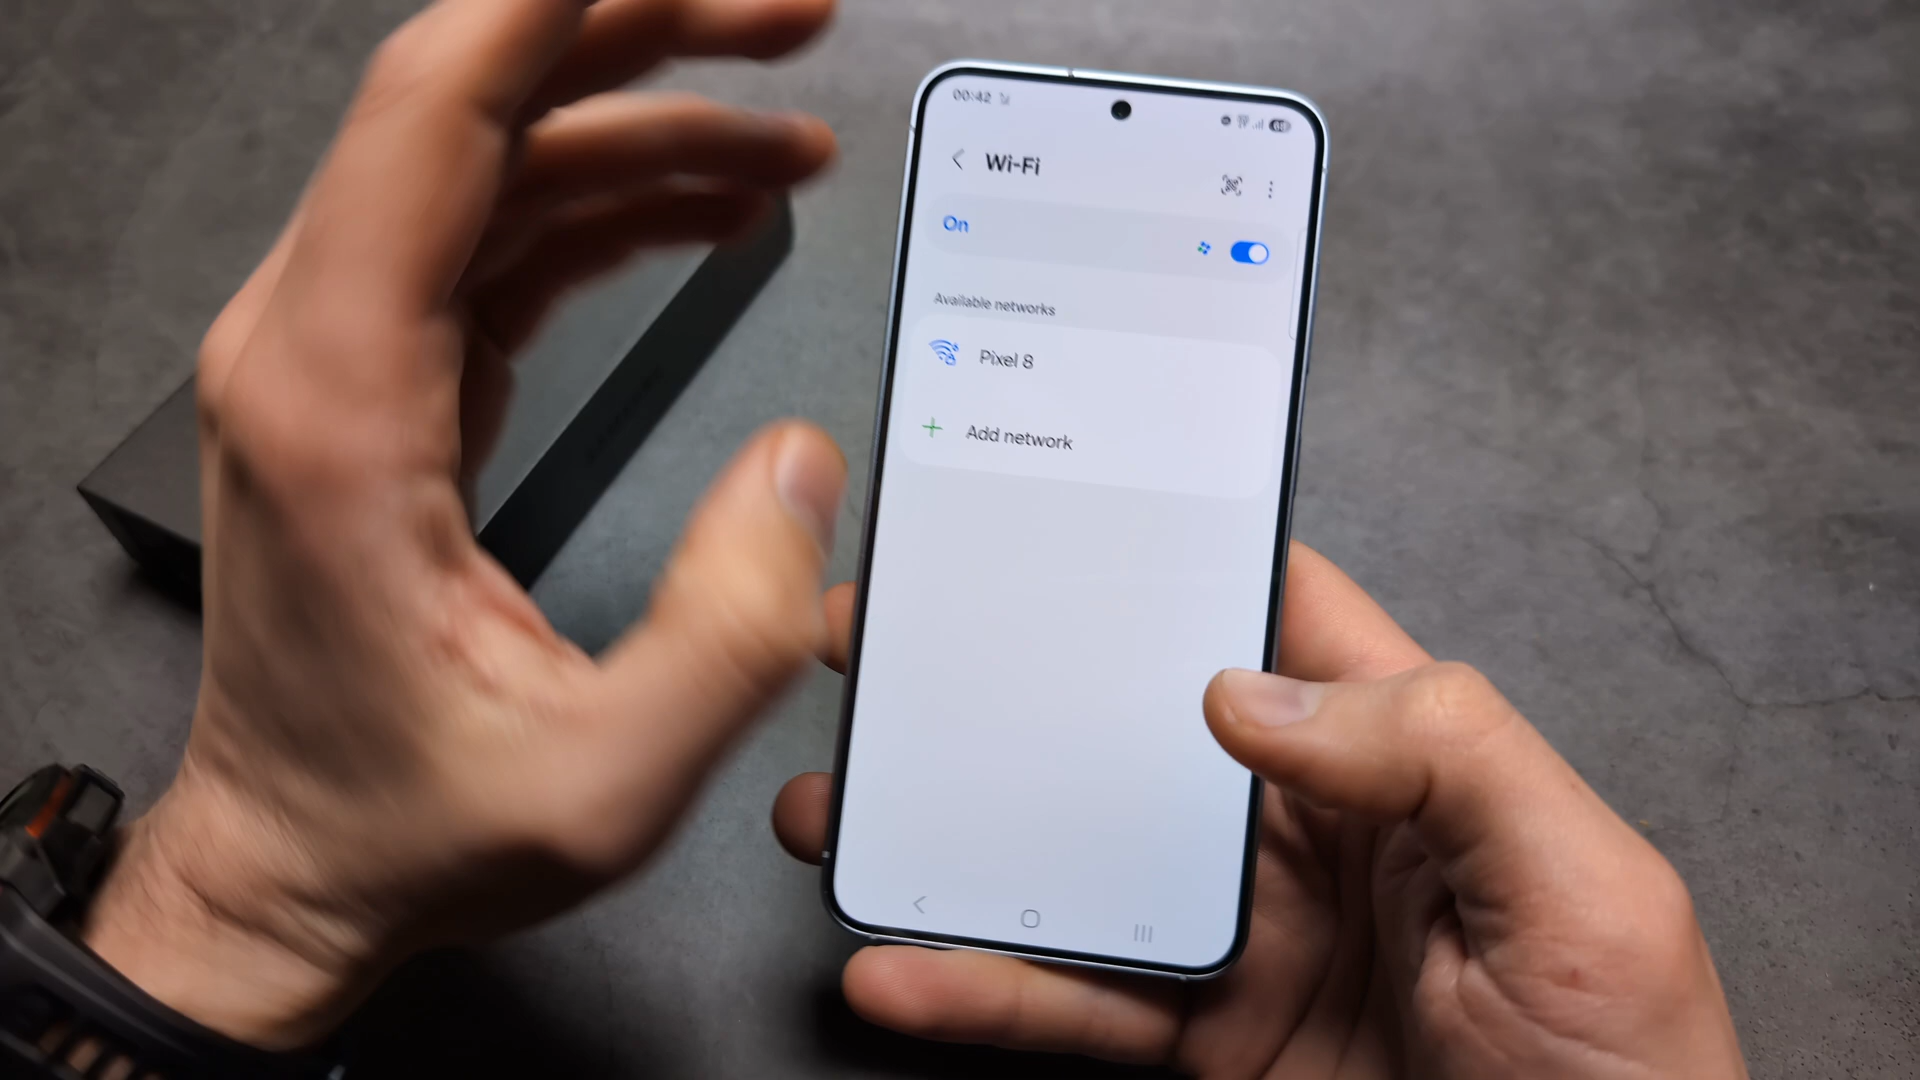 00:42
Wi-Fi
On
Available networks
Pixel 8
Add network